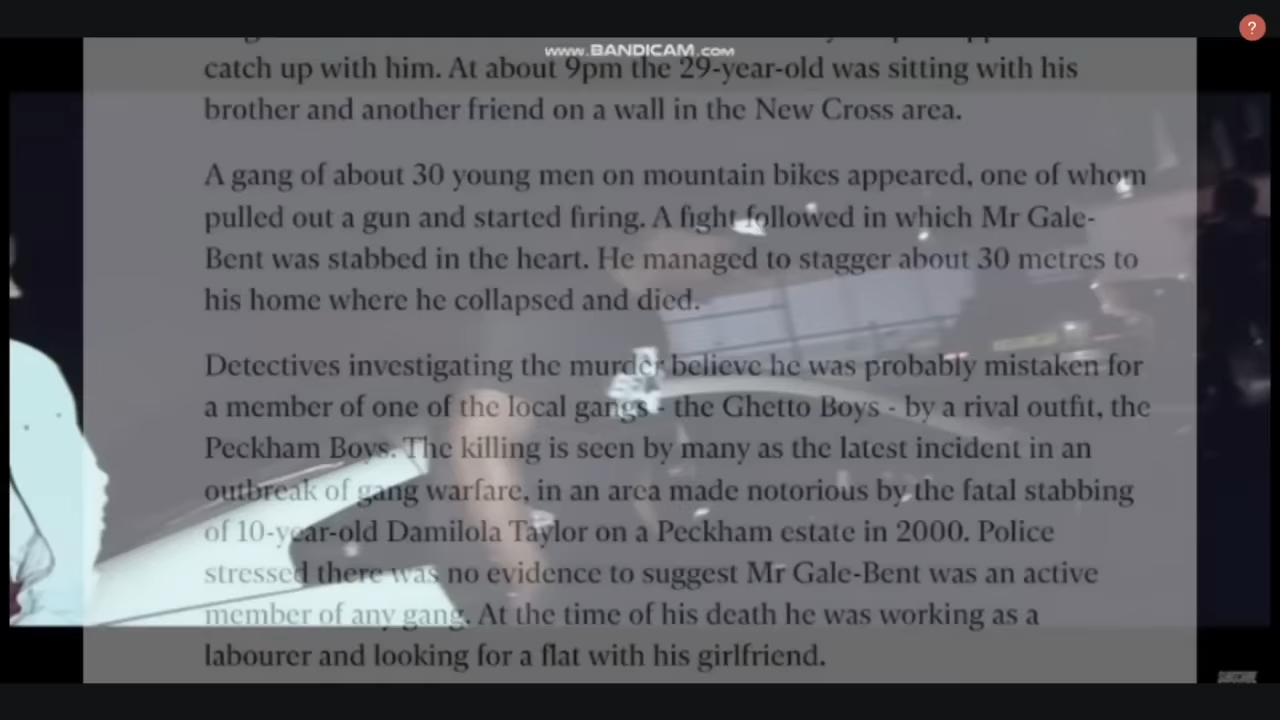 www.BANDICAM.com
catch up with him. At about 9pm the 29-year-old was sitting with his
brother and another friend on a wall in the New Cross area.
A gang of about 30 young men on mountain bikes appeared, one of whom
pulled out a gun and started firing. A fight followed in which Mr Gale-
Bent was stabbed in the heart. He managed to stagger about 30 metres to
his home where he collapsed and died.
Detectives investigating the murder believe he was probably mistaken for
a member of one of the local gangs - the Ghetto Boys - by a rival outfit, the
Peckham Boys. The killing is seen by many as the latest incident in an
outbreak of gang warfare, in an area made notorious by the fatal stabbing
of 10-year-old Damilola Taylor on a Peckham estate in 2000. Police
stressed there was no evidence to suggest Mr Gale-Bent was an active
member of any gang. At the time of his death he was working as a
labourer and looking for a flat with his girlfriend.
?